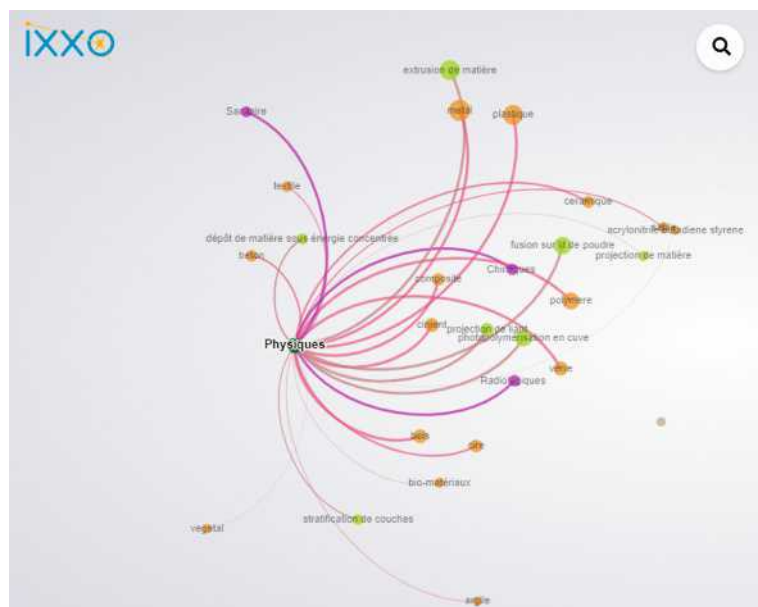 ixxo
extrusion de matière
métal
plastique
Sanitaire
textile
céramique
acrylonitrile butadiene styrene
dépôt de matière sous énergie concentrée
fusion sur lit de poudre
béton
projection de matière
Chimiques
composite
polymère
ciment
projection de liant
photopolymérisation en cuve
Physiques
verre
Radiologiques
bois
cire
bio-matériaux
stratification de couches
végétal
argile